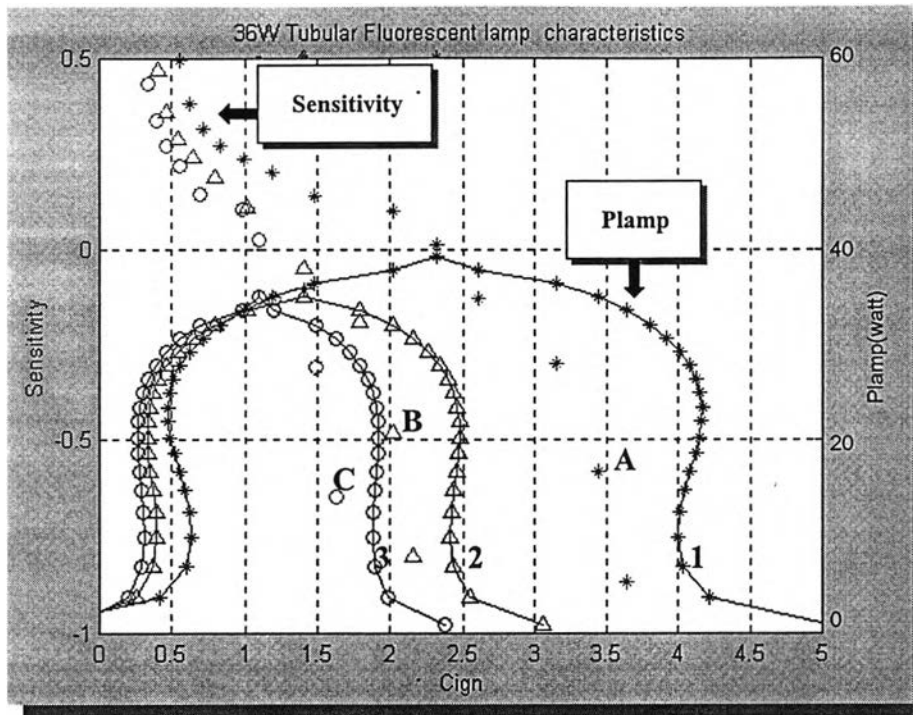 36W Tubular Fluorescent lamp characteristics
0.5
60
Sensitivity
Plamp
0
40
Sensitivity
Plamp(watt)
B
-0.5
20
A
C
3
2
1
0
-1
0 0.5 1 1.5 2 2.5 3 3.5 4 4.5 5
Cign